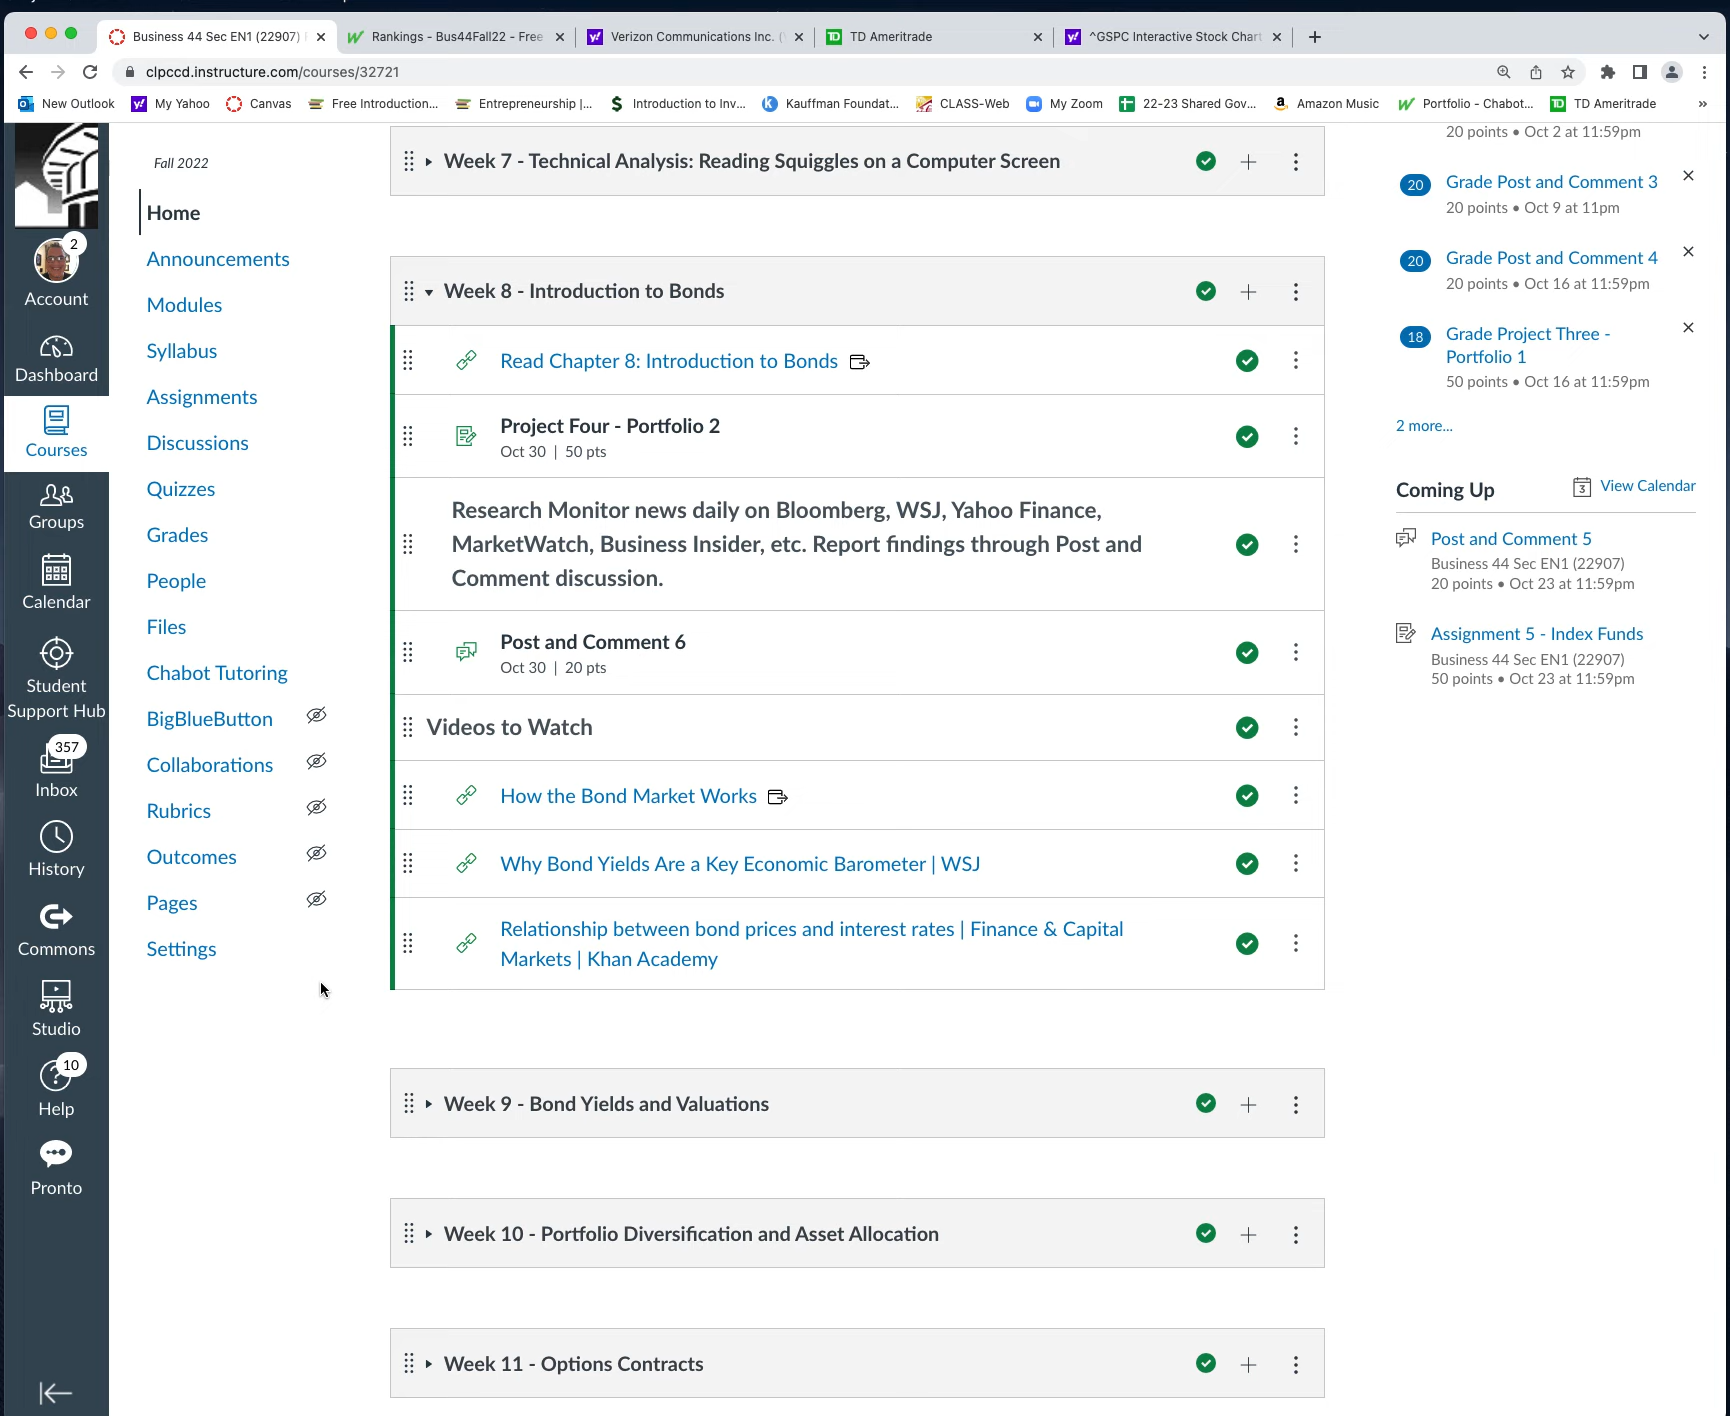 Business 44 Sec EN1 (22907)
Rankings - Bus44Fall22 - Free
Verizon Communications Inc. (
TD Ameritrade
^GSPC Interactive Stock Chart
clpccd.instructure.com/courses/32721
New Outlook
My Yahoo
Canvas
Free Introduction...
Entrepreneurship |...
Introduction to Inv...
Kauffman Foundat...
CLASS-Web
My Zoom
22-23 Shared Gov...
Amazon Music
Portfolio - Chabot...
TD Ameritrade
»
2
Account
Dashboard
Courses
Groups
Calendar
Student
Support Hub
357
Inbox
History
Commons
Studio
10
Help
Pronto
Fall 2022
Home
Announcements
Modules
Syllabus
Assignments
Discussions
Quizzes
Grades
People
Files
Chabot Tutoring
BigBlueButton
Collaborations
Rubrics
Outcomes
Pages
Settings
Week 7 - Technical Analysis: Reading Squiggles on a Computer Screen
Week 8 - Introduction to Bonds
Read Chapter 8: Introduction to Bonds
Project Four - Portfolio 2
Oct 30 | 50 pts
Research Monitor news daily on Bloomberg, WSJ, Yahoo Finance,
MarketWatch, Business Insider, etc. Report findings through Post and
Comment discussion.
Post and Comment 6
Oct 30 | 20 pts
Videos to Watch
How the Bond Market Works
Why Bond Yields Are a Key Economic Barometer | WSJ
Relationship between bond prices and interest rates | Finance & Capital
Markets | Khan Academy
Week 9 - Bond Yields and Valuations
Week 10 - Portfolio Diversification and Asset Allocation
Week 11 - Options Contracts
20 points • Oct 2 at 11:59pm
20
Grade Post and Comment 3
20 points • Oct 9 at 11pm
20
Grade Post and Comment 4
20 points • Oct 16 at 11:59pm
18
Grade Project Three -
Portfolio 1
50 points • Oct 16 at 11:59pm
2 more...
Coming Up
3
View Calendar
Post and Comment 5
Business 44 Sec EN1 (22907)
20 points • Oct 23 at 11:59pm
Assignment 5 - Index Funds
Business 44 Sec EN1 (22907)
50 points • Oct 23 at 11:59pm